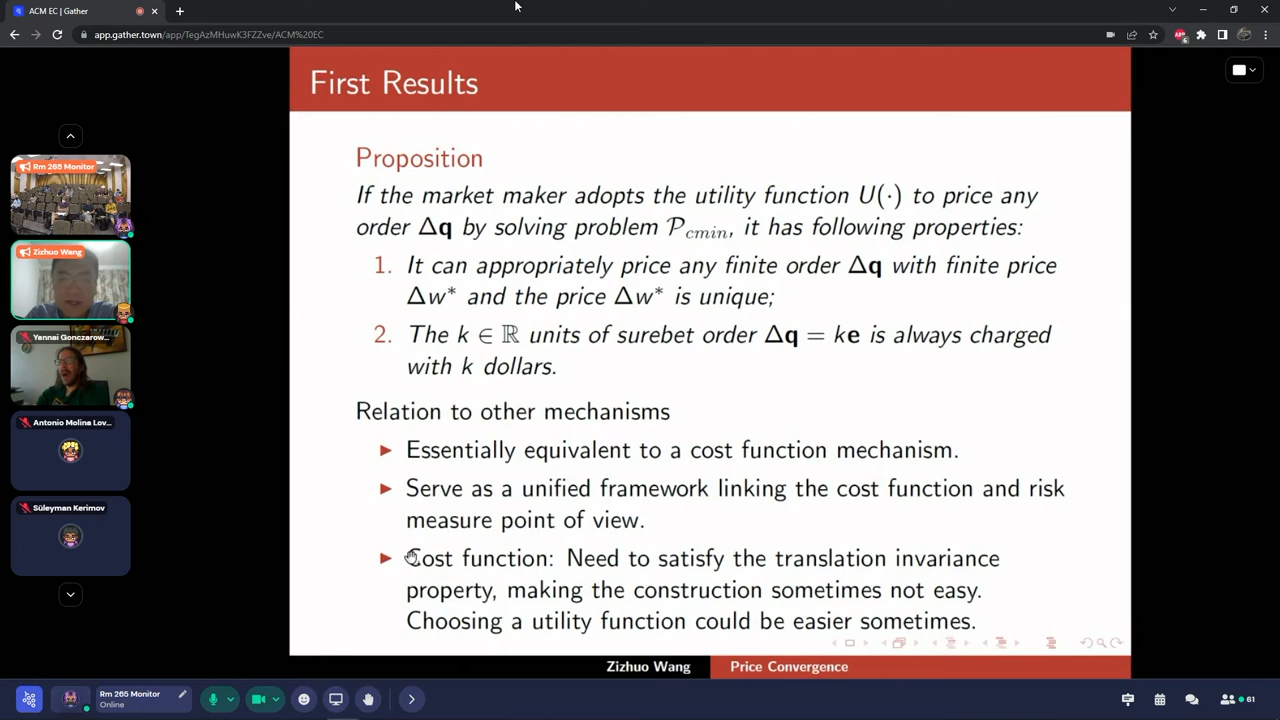 ACM EC | Gather
app.gather.town/app/TegAzMHuwK3FZZve/ACM%20EC
6
First Results
Proposition
If the market maker adopts the utility function U(·) to price any
order Δq by solving problem P_cmin, it has following properties:
1. It can appropriately price any finite order Δq with finite price
Δw* and the price Δw* is unique;
2. The k ∈ ℝ units of surebet order Δq = ke is always charged
with k dollars.
Relation to other mechanisms
▶ Essentially equivalent to a cost function mechanism.
▶ Serve as a unified framework linking the cost function and risk
measure point of view.
▶ Cost function: Need to satisfy the translation invariance
property, making the construction sometimes not easy.
Choosing a utility function could be easier sometimes.
Zizhuo Wang
Price Convergence
Rm 265 Monitor
Zizhuo Wang
Yannai Gonczarow...
Antonio Molina Lov...
Süleyman Kerimov
Rm 265 Monitor
Online
61